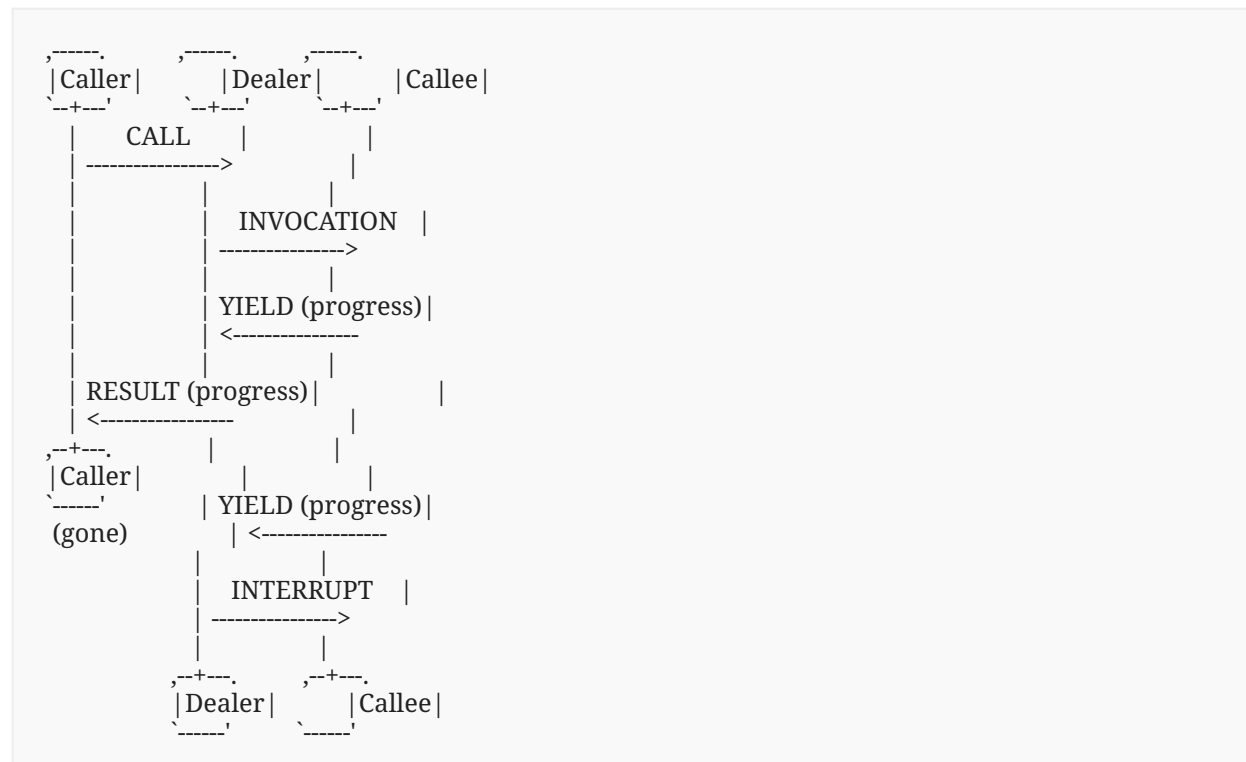 ,------.          ,------.          ,------.
|Caller|          |Dealer|          |Callee|
`--+---'          `--+---'          `--+---'
|       CALL       |                  |
| ----------------->                  |
|                  |                  |
|                  |    INVOCATION    |
|                  | ---------------->
|                  |                  |
|                  | YIELD (progress)|
|                  | <----------------
|                  |                  |
| RESULT (progress)|                  |
| <-----------------                  |
,--+---.             |                  |
|Caller|             |                  |
`------'             | YIELD (progress)|
(gone)              | <----------------
|                  |
|    INTERRUPT     |
| ---------------->
|                  |
,--+---.          ,--+---.
|Dealer|          |Callee|
`------'          `------'